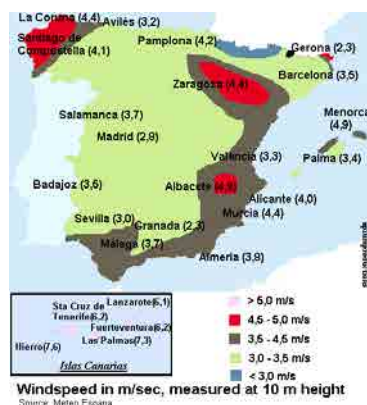 La Coruna (4,4)
Avilés (3,2)
Santiago de
Compostella (4,1)
Pamplona (4,2)
Gerona (2,3)
Barcelona (3,5)
Zaragoza (4,4)
Menorca
(4,9)
Salamanca (3,7)
Madrid (2,9)
Valencia (3,3)
Palma (3,4)
Badajoz (3,6)
Albacete
Alicante (4,0)
Murcia (4,4)
Sevilla (3,0)
Granada (2,3)
Málaga (3,7)
Almeria (3,8)
Lanzarote(6,1)
Sta Cruz de
Tenerife(6,2)
Fuerteventura(6,2)
Las Palmas(7,3)
Hierro(7,6)
Islas Canarias
> 5,0 m/s
4,5 - 5,0 m/s
3,5 - 4,5 m/s
3,0 - 3,5 m/s
< 3,0 m/s
Windspeed in m/sec, measured at 10 m height
Source: Meteo Espana